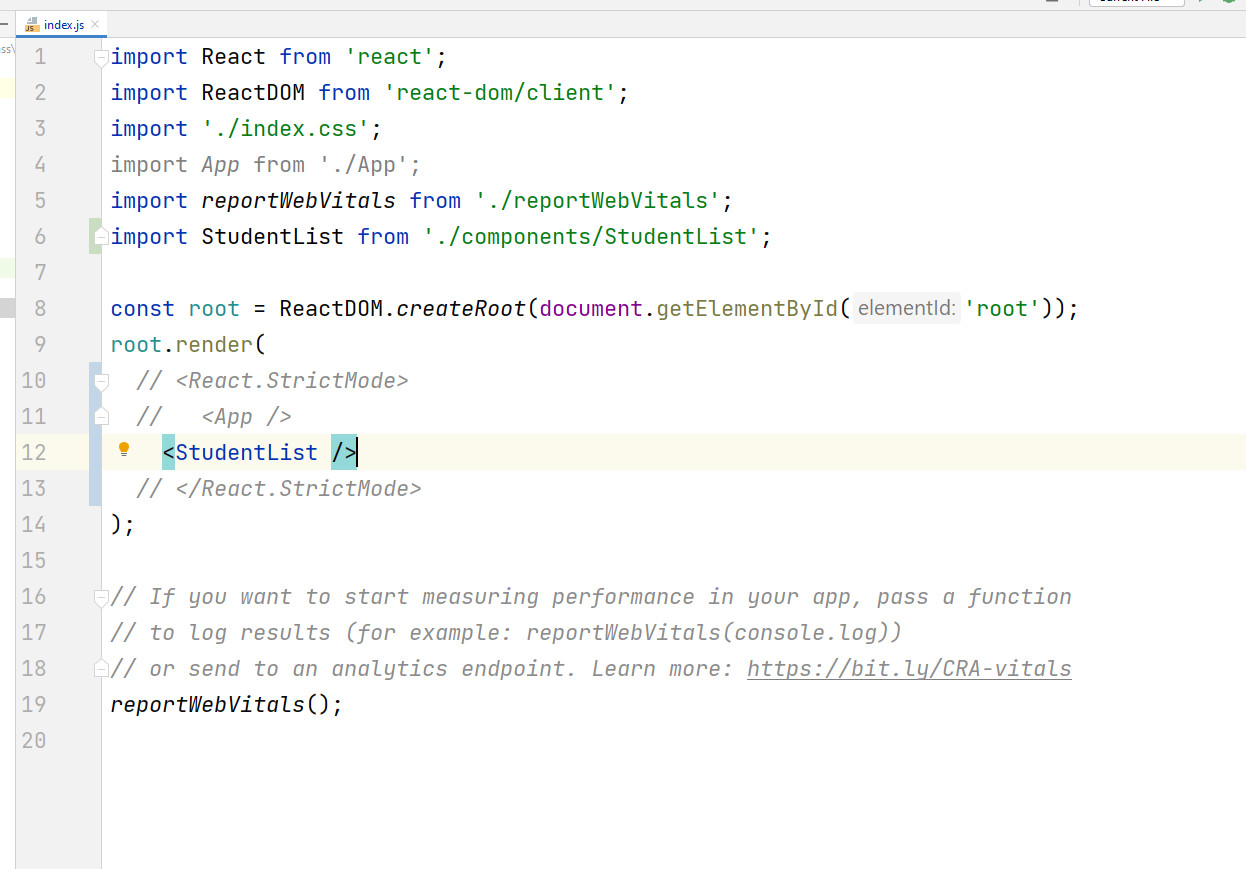 index.js
1 import React from 'react';
2 import ReactDOM from 'react-dom/client';
3 import './index.css';
4 import App from './App';
5 import reportWebVitals from './reportWebVitals';
6 import StudentList from './components/StudentList';
7
8 const root = ReactDOM.createRoot(document.getElementById( elementId: 'root'));
9 root.render(
10 // <React.StrictMode>
11 //   <App />
12 <StudentList />
13 // </React.StrictMode>
14 );
15
16 // If you want to start measuring performance in your app, pass a function
17 // to log results (for example: reportWebVitals(console.log))
18 // or send to an analytics endpoint. Learn more: https://bit.ly/CRA-vitals
19 reportWebVitals();
20